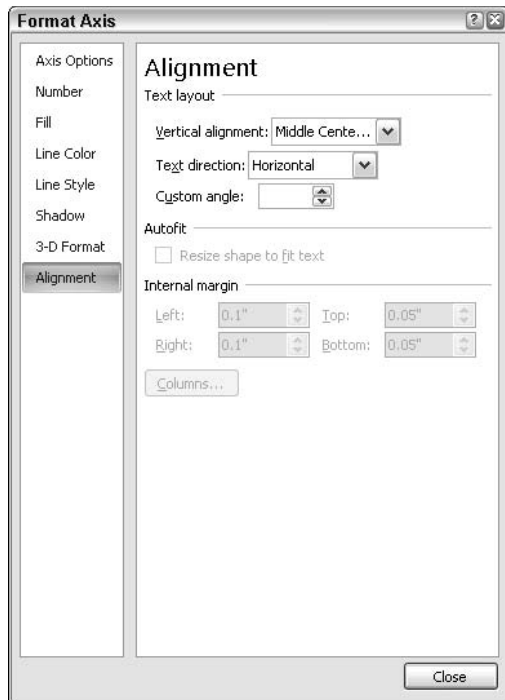 Format Axis
Axis Options
Number
Fill
Line Color
Line Style
Shadow
3-D Format
Alignment
Alignment
Text layout
Vertical alignment: Middle Cente...
Text direction: Horizontal
Custom angle:
Autofit
Resize shape to fit text
Internal margin
Left: 0.1" Top: 0.05"
Right: 0.1" Bottom: 0.05"
Columns...
Close